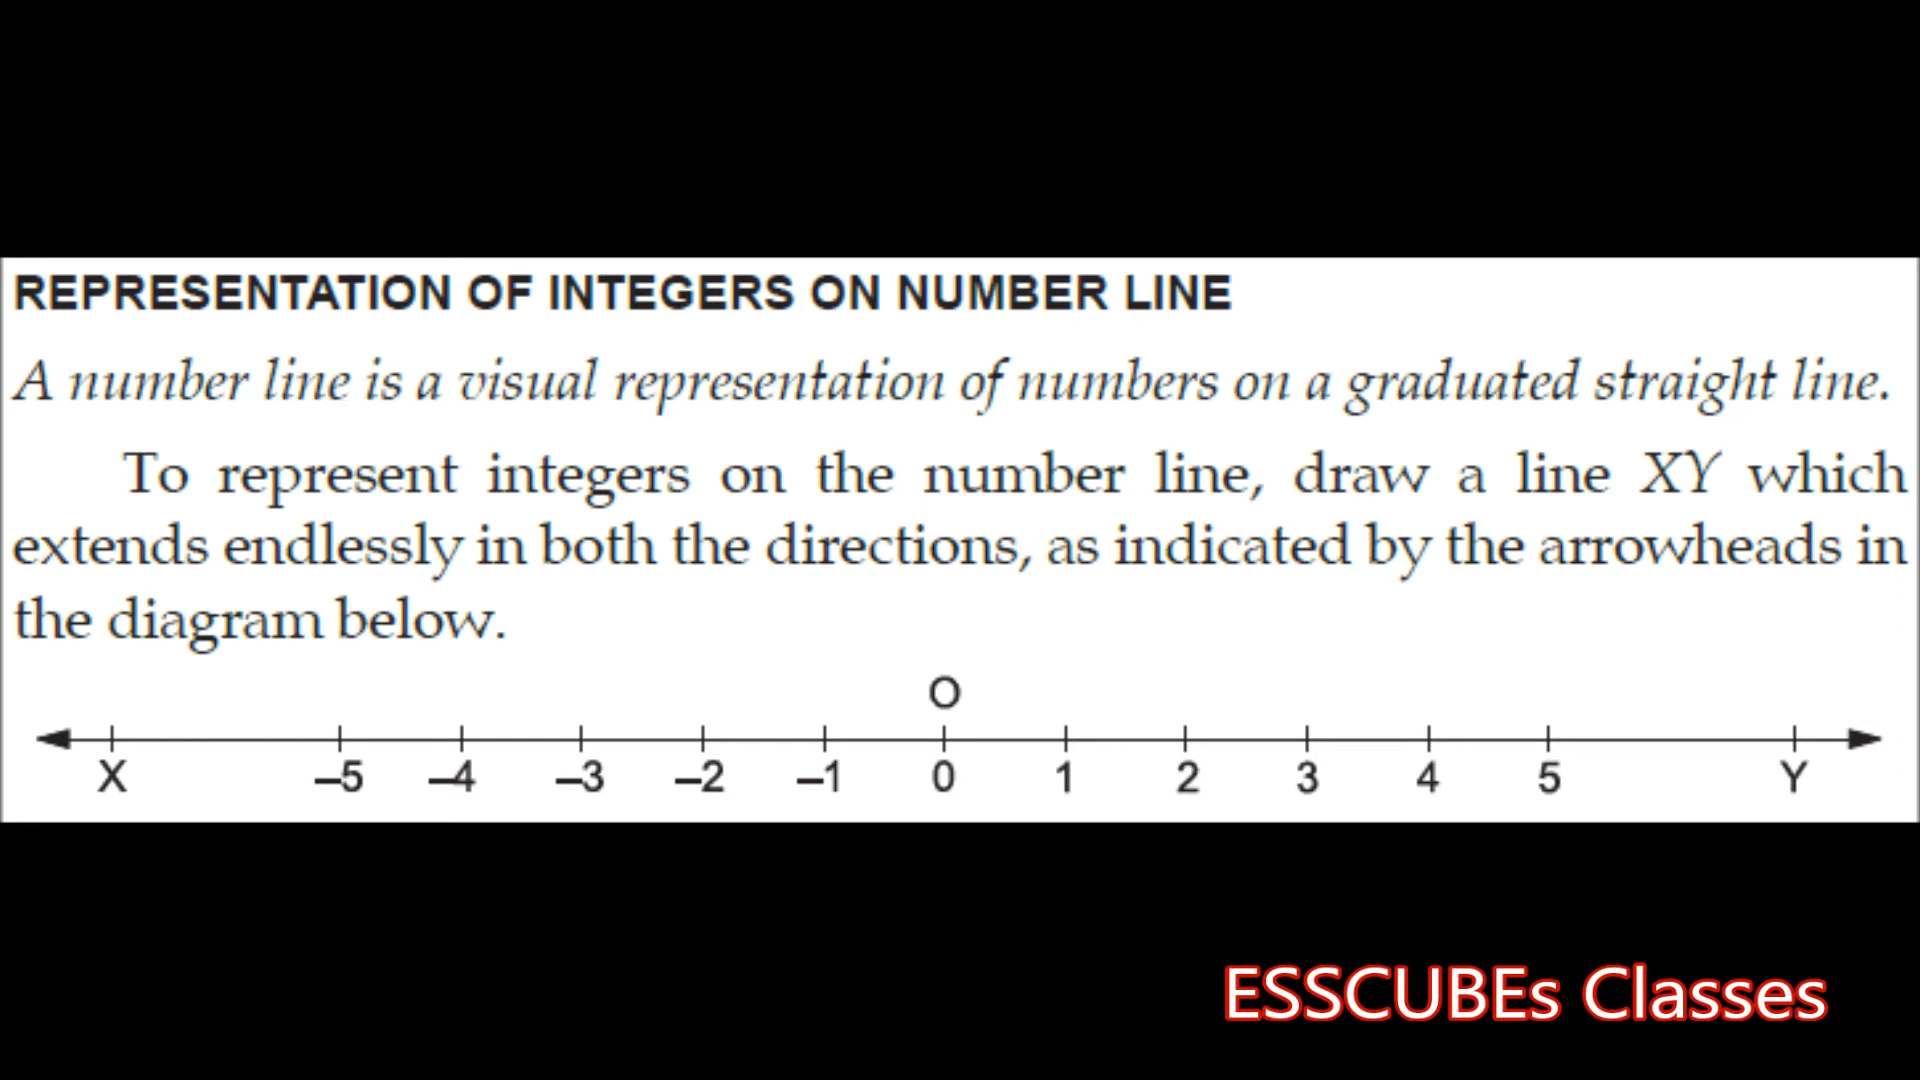 REPRESENTATION OF INTEGERS ON NUMBER LINE
A number line is a visual representation of numbers on a graduated straight line.
To represent integers on the number line, draw a line XY which
extends endlessly in both the directions, as indicated by the arrowheads in
the diagram below.
O
X –5 –4 –3 –2 –1 0 1 2 3 4 5 Y
ESSCUBEs Classes